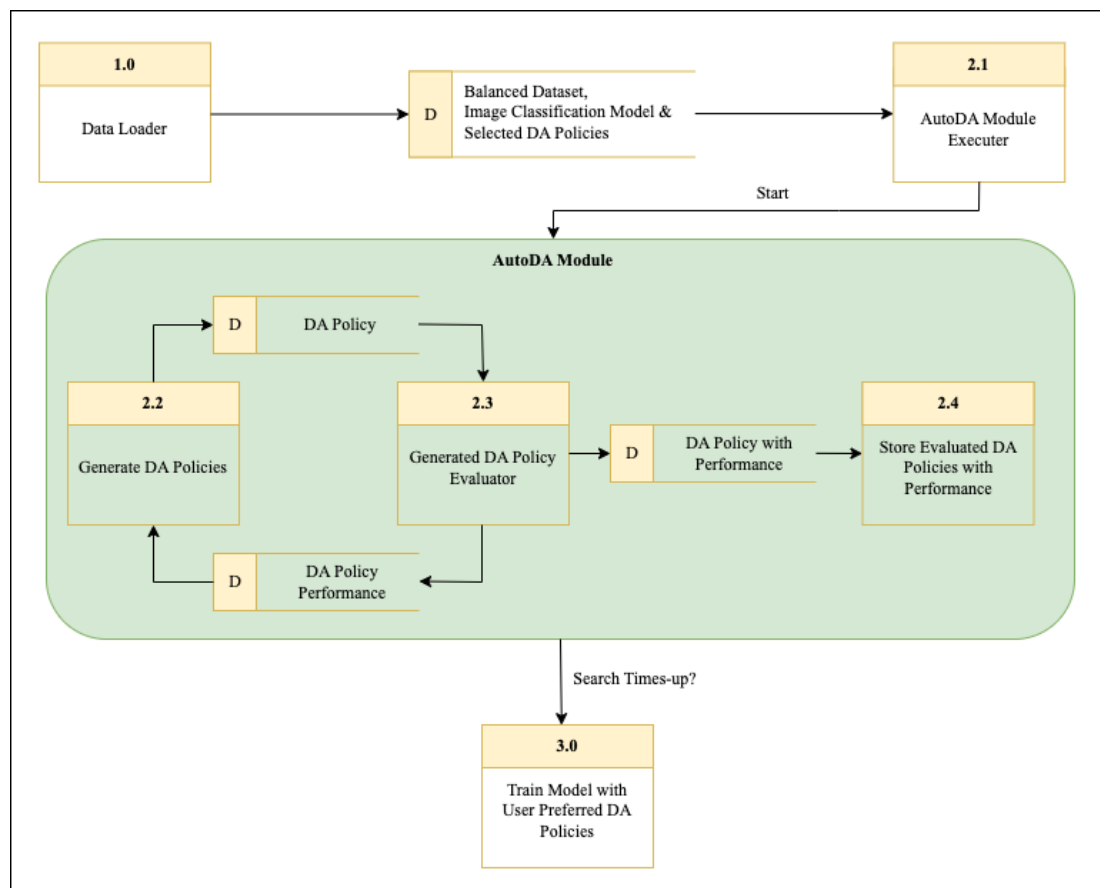 1.0
Data Loader
D
Balanced Dataset,
Image Classification Model &
Selected DA Policies
2.1
AutoDA Module
Executer
Start
AutoDA Module
D
DA Policy
2.2
Generate DA Policies
2.3
Generated DA Policy
Evaluator
D
DA Policy with
Performance
2.4
Store Evaluated DA
Policies with
Performance
D
DA Policy
Performance
Search Times-up?
3.0
Train Model with
User Preferred DA
Policies